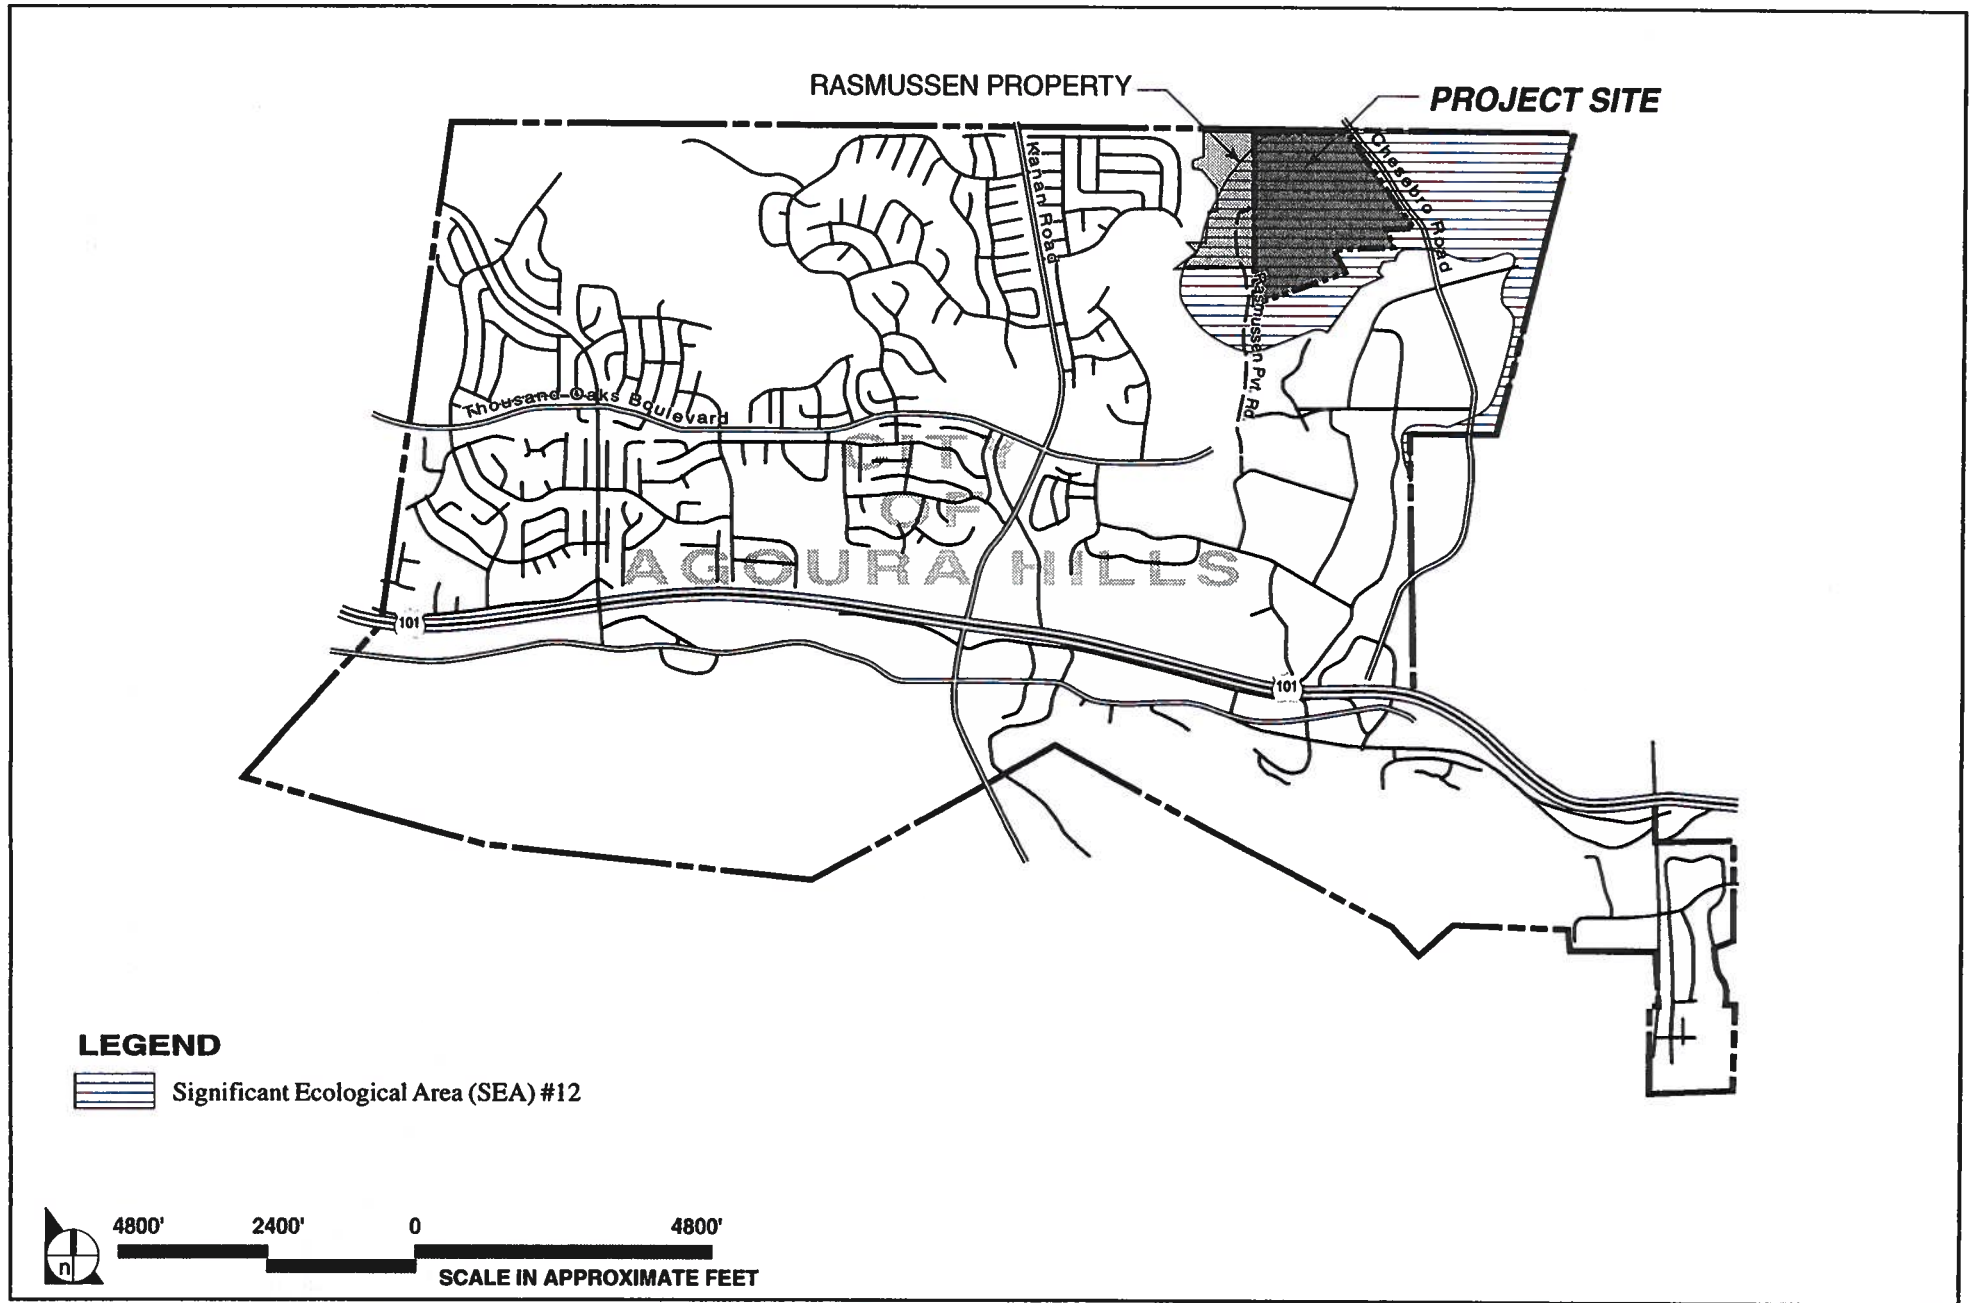 RASMUSSEN PROPERTY
PROJECT SITE
Kanan Road
Chesebro Road
Rasmussen Pvt. Rd.
Thousand Oaks Boulevard
CITY
OF
AGOURA HILLS
101
101
LEGEND
Significant Ecological Area (SEA) #12
n
4800' 2400' 0 4800'
SCALE IN APPROXIMATE FEET